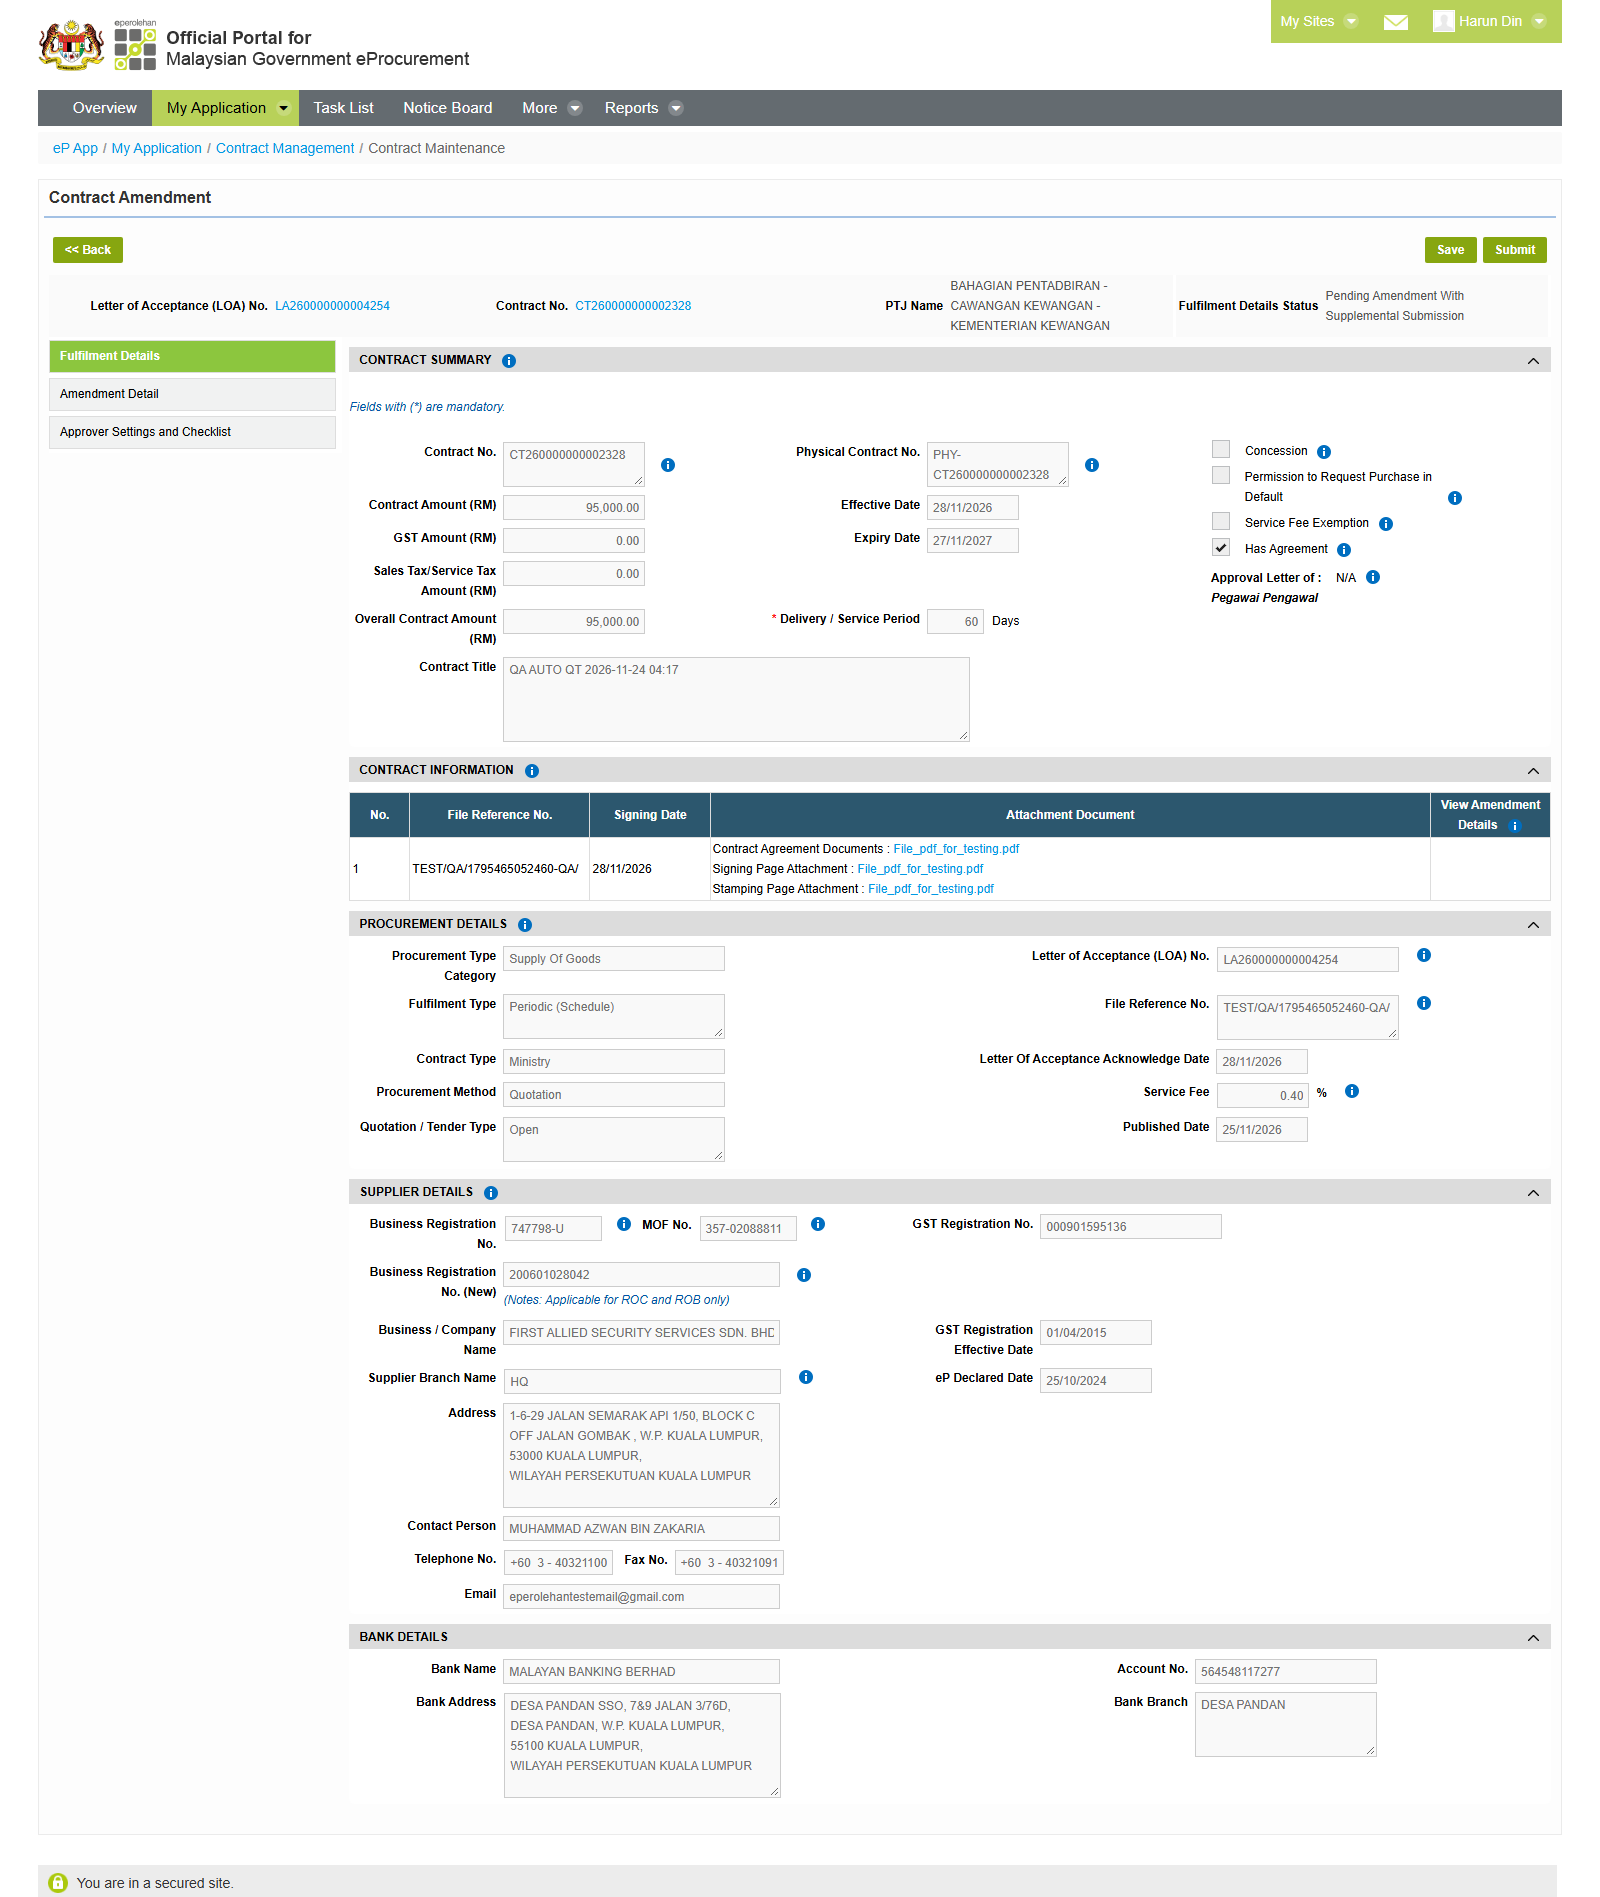 eperolehan
Official Portal for
Malaysian Government eProcurement
My Sites
Harun Din
Overview
My Application
Task List
Notice Board
More
Reports
eP App / My Application / Contract Management / Contract Maintenance
Contract Amendment
<< Back
Save
Submit
Letter of Acceptance (LOA) No. LA260000000004254
Contract No. CT260000000002328
PTJ Name
BAHAGIAN PENTADBIRAN -
CAWANGAN KEWANGAN -
KEMENTERIAN KEWANGAN
Fulfilment Details Status
Pending Amendment With
Supplemental Submission
Fulfilment Details
Amendment Detail
Approver Settings and Checklist
CONTRACT SUMMARY
Fields with (*) are mandatory.
Contract No.
CT260000000002328
Physical Contract No.
PHY-
CT260000000002328
Concession
Permission to Request Purchase in
Default
Service Fee Exemption
Has Agreement
Approval Letter of : N/A
Pegawai Pengawal
Contract Amount (RM)
95,000.00
Effective Date
28/11/2026
GST Amount (RM)
0.00
Expiry Date
27/11/2027
Sales Tax/Service Tax
Amount (RM)
0.00
Overall Contract Amount
(RM)
95,000.00
* Delivery / Service Period
60
Days
Contract Title
QA AUTO QT 2026-11-24 04:17
CONTRACT INFORMATION
No.
File Reference No.
Signing Date
Attachment Document
View Amendment
Details
1
TEST/QA/1795465052460-QA/
28/11/2026
Contract Agreement Documents : File_pdf_for_testing.pdf
Signing Page Attachment : File_pdf_for_testing.pdf
Stamping Page Attachment : File_pdf_for_testing.pdf
PROCUREMENT DETAILS
Procurement Type
Category
Supply Of Goods
Letter of Acceptance (LOA) No.
LA260000000004254
Fulfilment Type
Periodic (Schedule)
File Reference No.
TEST/QA/1795465052460-QA/
Contract Type
Ministry
Letter Of Acceptance Acknowledge Date
28/11/2026
Procurement Method
Quotation
Service Fee
0.40
%
Quotation / Tender Type
Open
Published Date
25/11/2026
SUPPLIER DETAILS
Business Registration
No.
747798-U
MOF No.
357-02088811
GST Registration No.
000901595136
Business Registration
No. (New)
200601028042
(Notes: Applicable for ROC and ROB only)
Business / Company
Name
FIRST ALLIED SECURITY SERVICES SDN. BHD
GST Registration
Effective Date
01/04/2015
Supplier Branch Name
HQ
eP Declared Date
25/10/2024
Address
1-6-29 JALAN SEMARAK API 1/50, BLOCK C
OFF JALAN GOMBAK , W.P. KUALA LUMPUR,
53000 KUALA LUMPUR,
WILAYAH PERSEKUTUAN KUALA LUMPUR
Contact Person
MUHAMMAD AZWAN BIN ZAKARIA
Telephone No.
+60 3 - 40321100
Fax No.
+60 3 - 40321091
Email
eperolehantestemail@gmail.com
BANK DETAILS
Bank Name
MALAYAN BANKING BERHAD
Account No.
564548117277
Bank Address
DESA PANDAN SSO, 7&9 JALAN 3/76D,
DESA PANDAN, W.P. KUALA LUMPUR,
55100 KUALA LUMPUR,
WILAYAH PERSEKUTUAN KUALA LUMPUR
Bank Branch
DESA PANDAN
You are in a secured site.